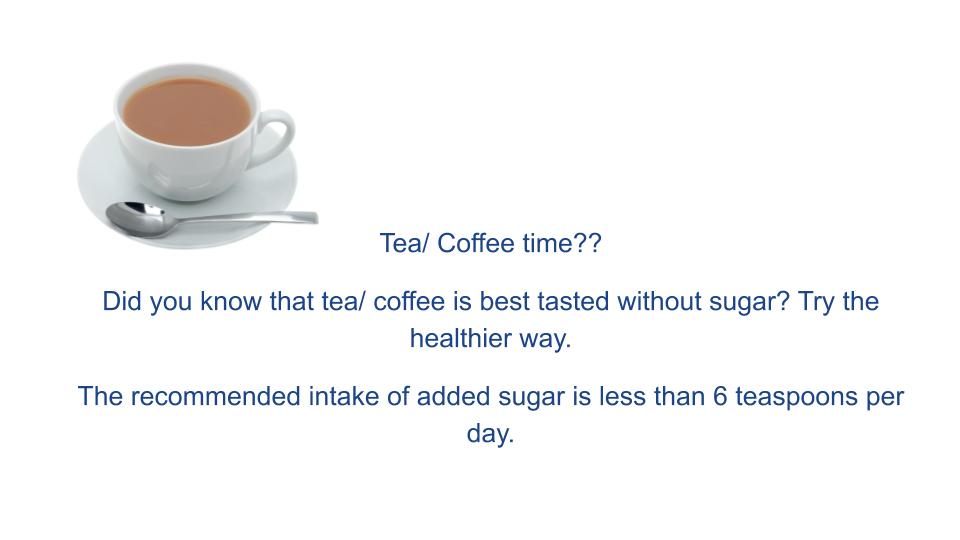 Tea/ Coffee time??
Did you know that tea/ coffee is best tasted without sugar? Try the
healthier way.
The recommended intake of added sugar is less than 6 teaspoons per
day.